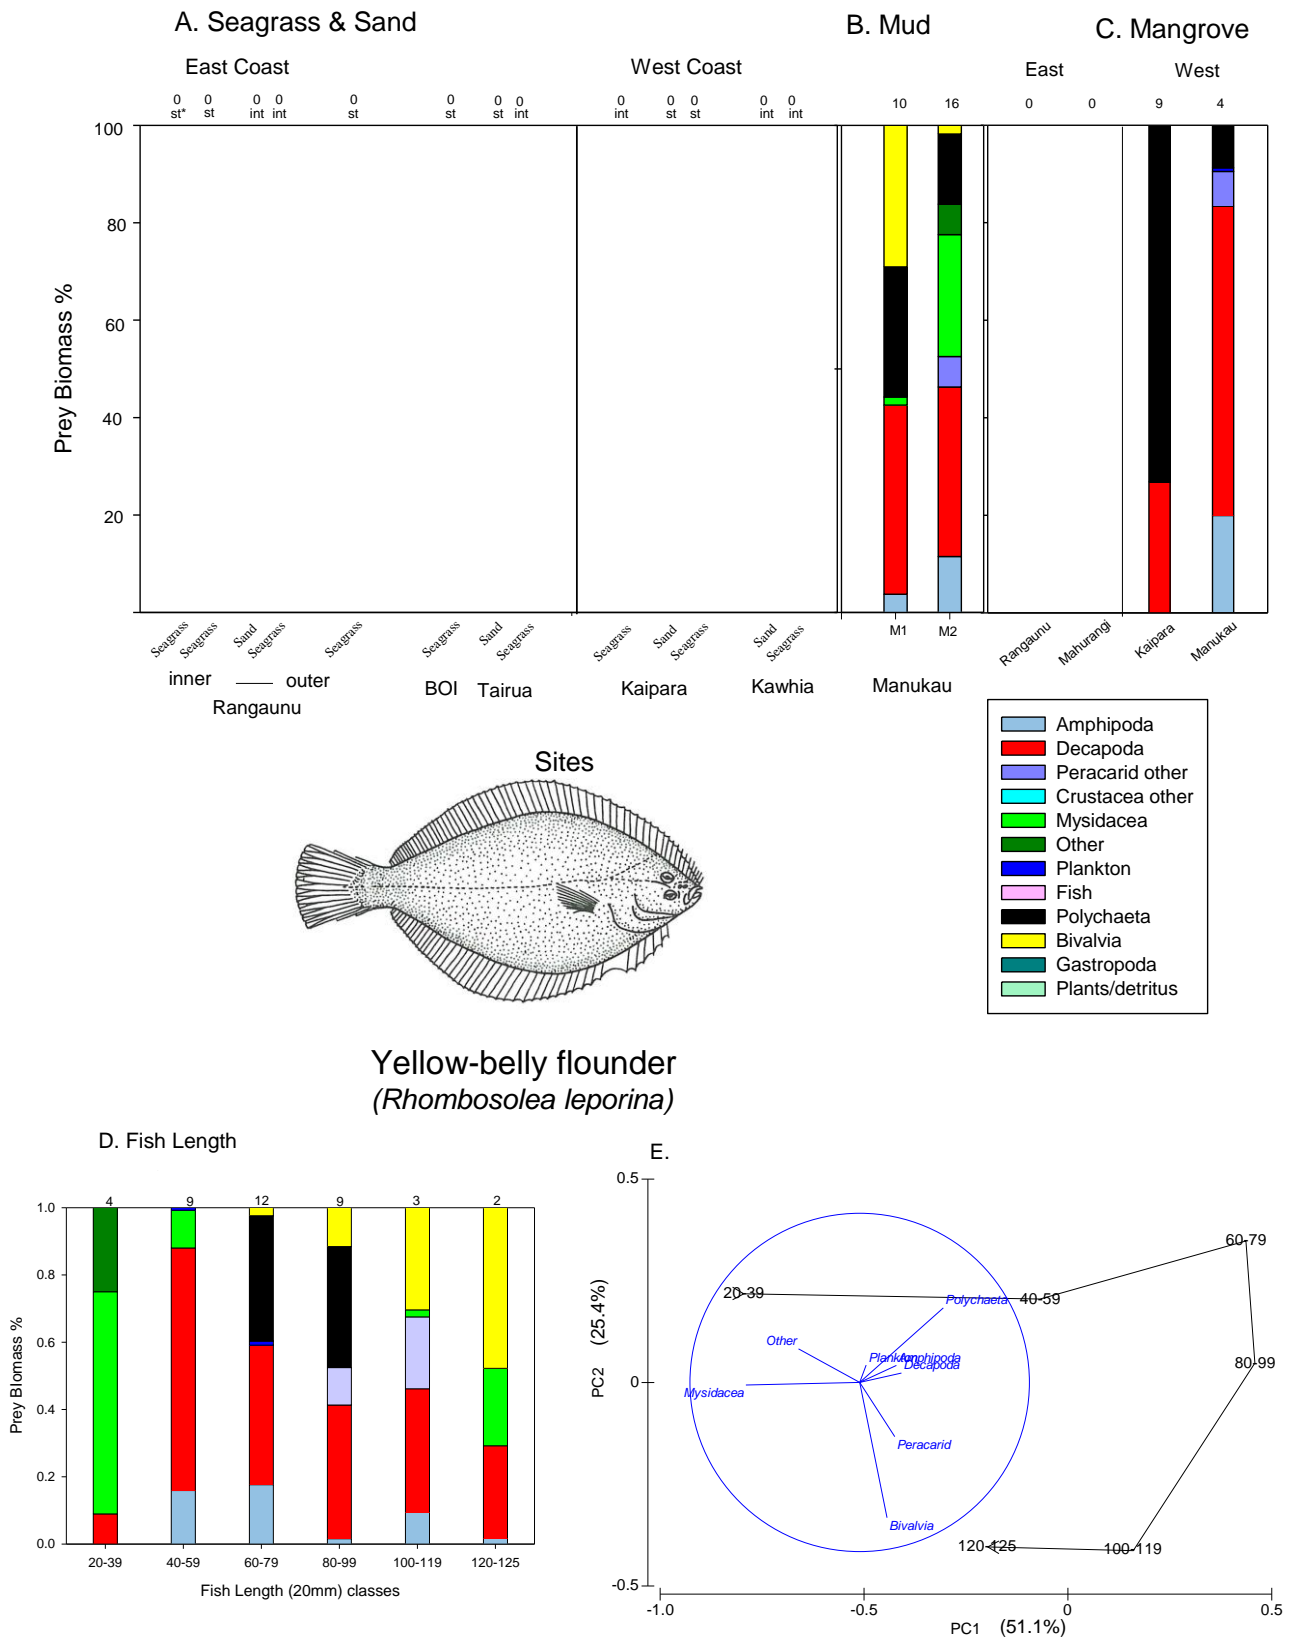 A. Seagrass & Sand
B. Mud
C. Mangrove
East Coast
West Coast
East
West
0 0 0 0 0 0 0 0 0 0 0 0 0 10 16 0 0 9 4
st* st int int st st st int int st st int int
100
80
60
40
20
Prey Biomass %
Seagrass Seagrass Sand Seagrass Seagrass Seagrass Sand Seagrass Seagrass Sand Seagrass Sand Seagrass M1 M2 Rangaunu Mahurangi Kaipara Manukau
inner outer
Rangaunu
BOI Tairua Kaipara Kawhia Manukau
Sites
Amphipoda
Decapoda
Peracarid other
Crustacea other
Mysidacea
Other
Plankton
Fish
Polychaeta
Bivalvia
Gastropoda
Plants/detritus
Yellow-belly flounder
(Rhombosolea leporina)
D. Fish Length
4 9 12 9 3 2
1.0
0.8
0.6
0.4
0.2
0.0
Prey BIomass %
20-39 40-59 60-79 80-99 100-119 120-125
Fish Length (20mm) classes
E.
0.5
0
-0.5
PC2 (25.4%)
60-79
20-39
40-59
Polychaeta
Other
Plankton
Amphipoda
Decapoda
80-99
Mysidacea
Peracarid
Bivalvia
120-125
100-119
-1.0 -0.5 0 0.5
PC1 (51.1%)